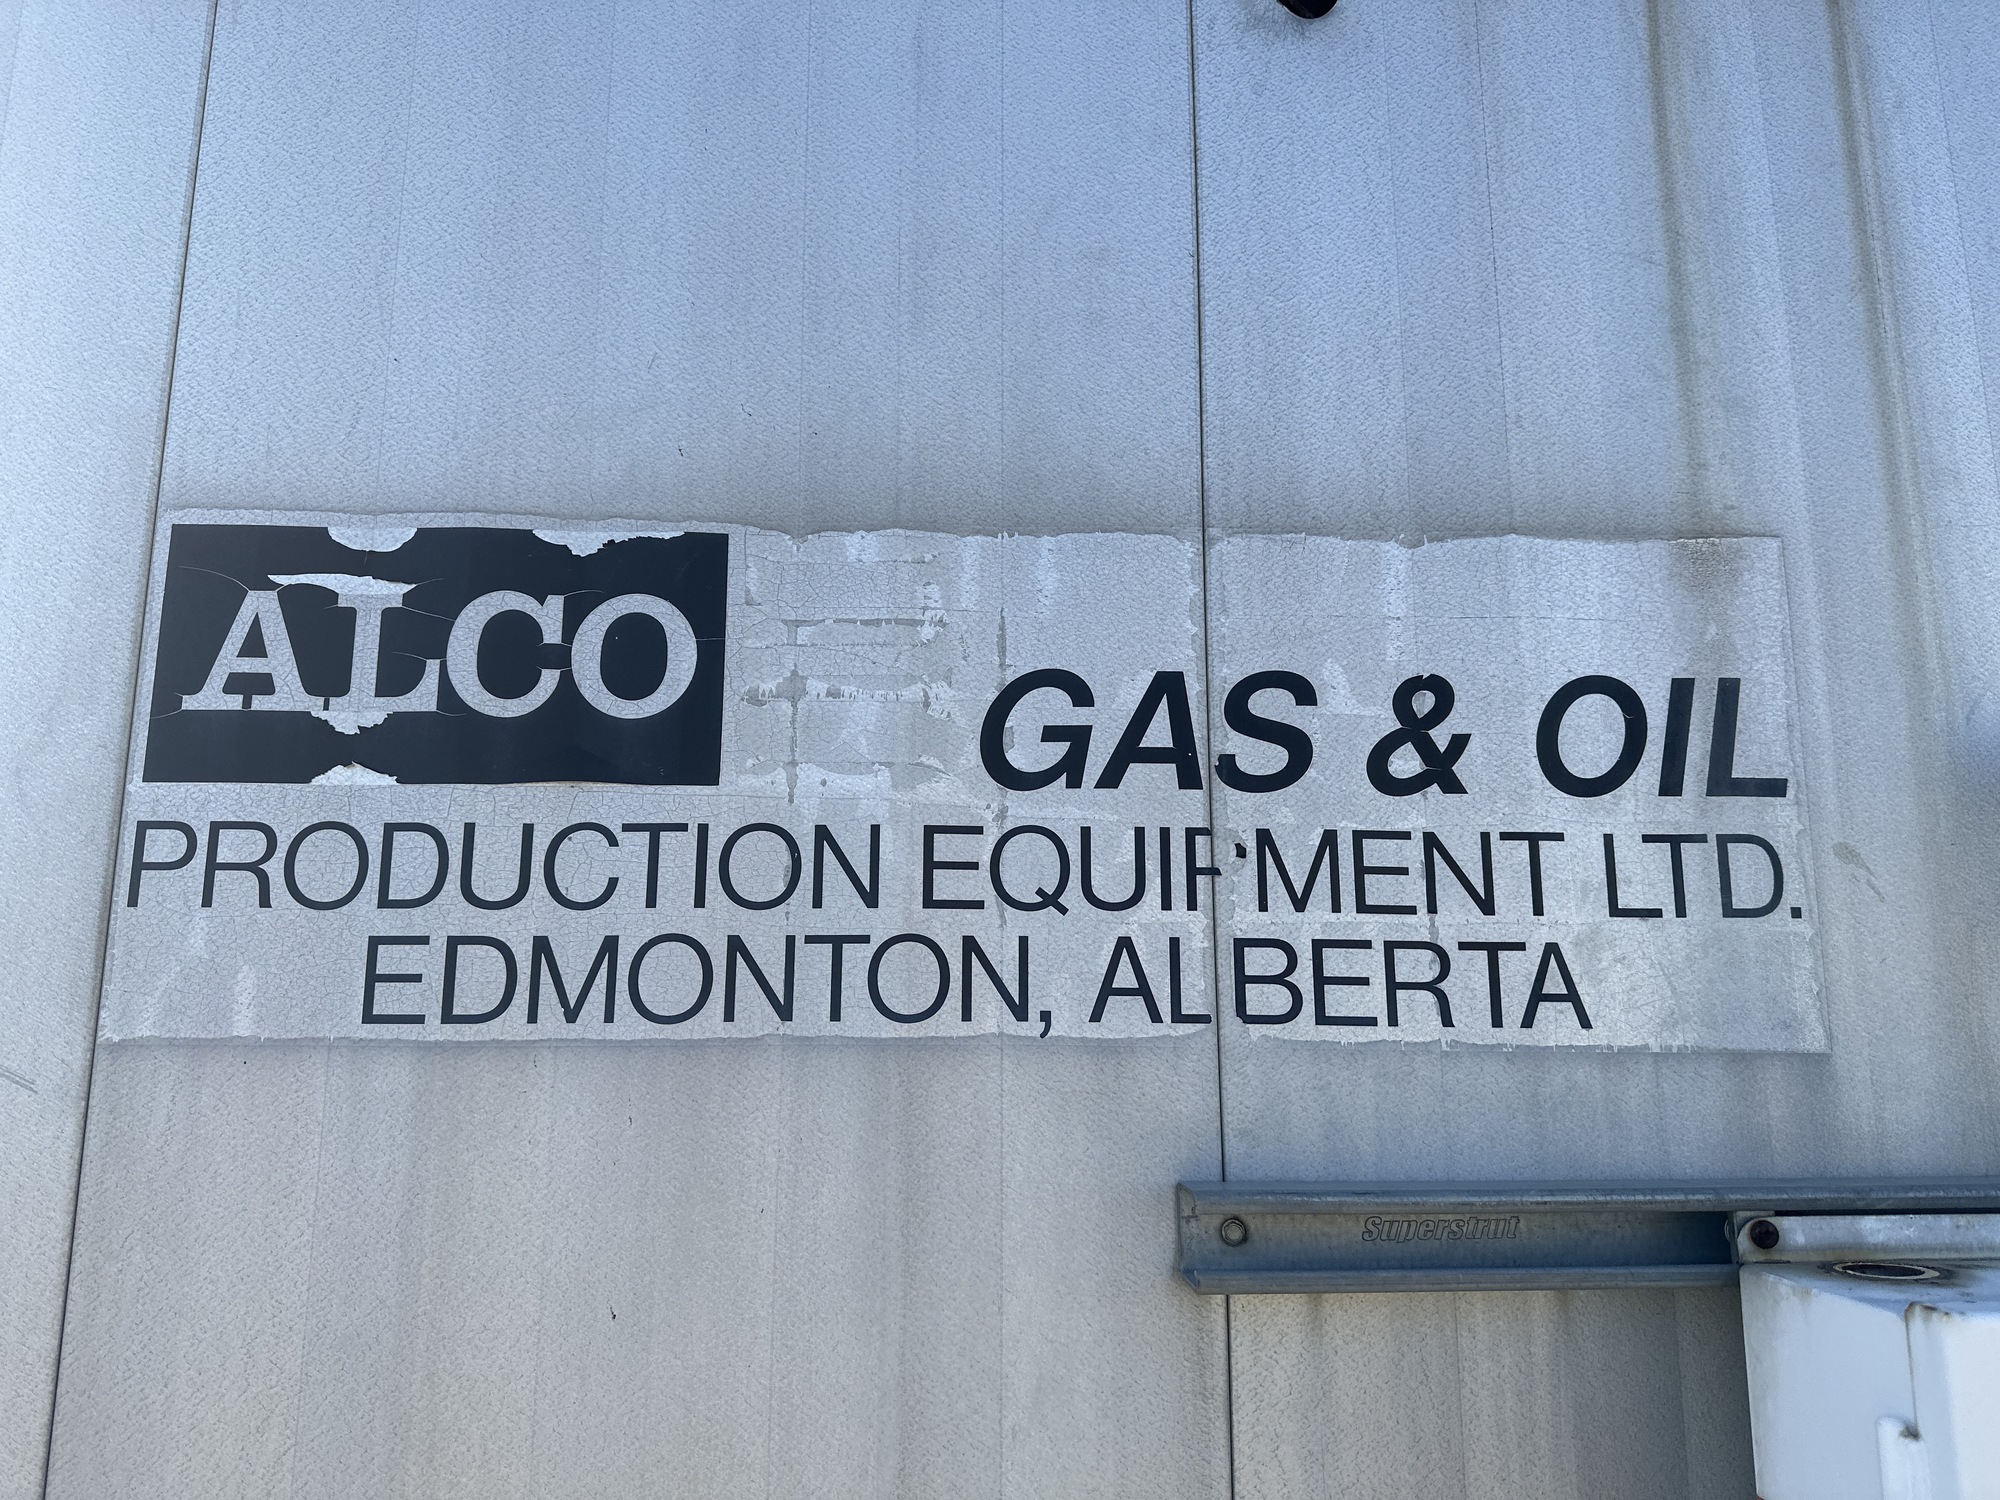 ALCO GAS & OIL
PRODUCTION EQUIPMENT LTD.
EDMONTON, ALBERTA
Superstrut